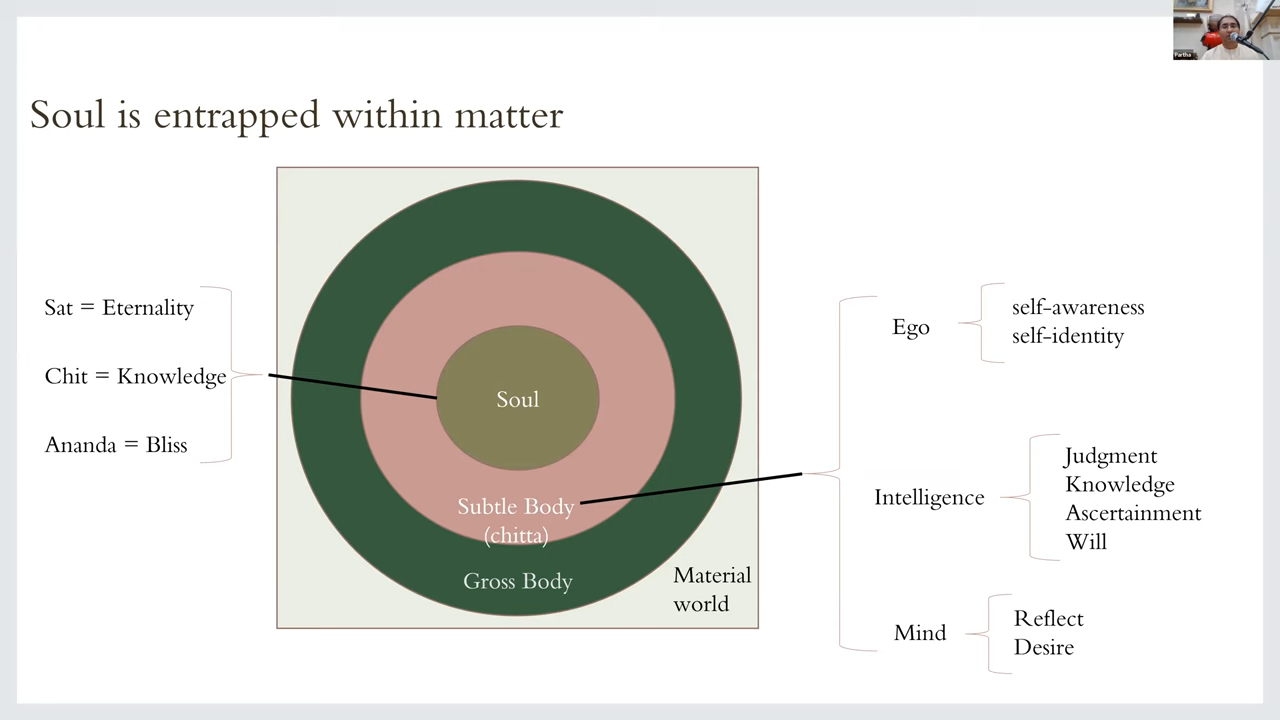 Partha
Soul is entrapped within matter
Sat = Eternality
Chit = Knowledge
Ananda = Bliss
Soul
Subtle Body
(chitta)
Gross Body
Material
world
Ego
self-awareness
self-identity
Intelligence
Judgment
Knowledge
Ascertainment
Will
Mind
Reflect
Desire